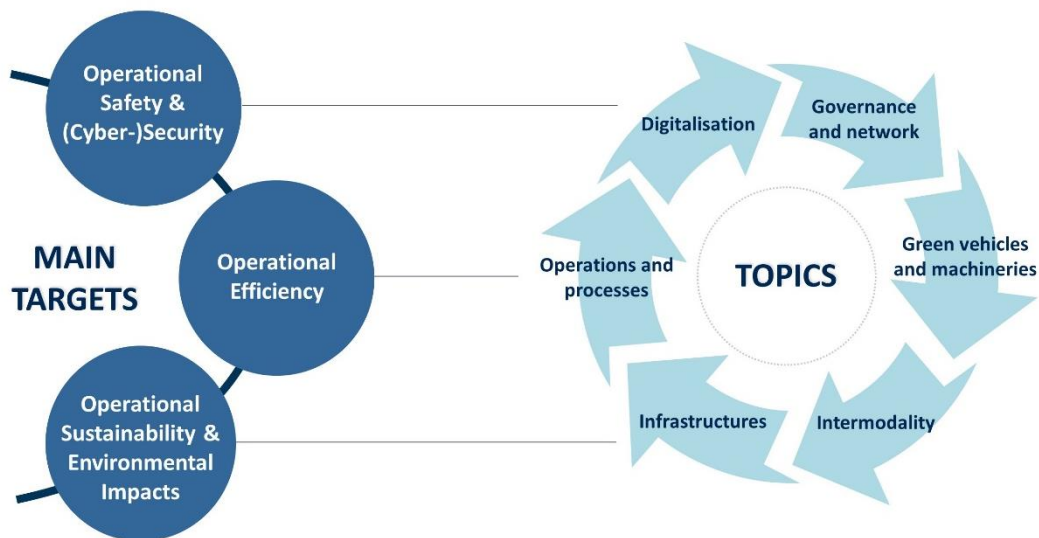 Operational
Safety &
(Cyber-)Security
MAIN
TARGETS
Operational
Efficiency
Operational
Sustainability &
Environmental
Impacts
Digitalisation
Governance
and network
Green vehicles
and machineries
Intermodality
Infrastructures
Operations and
processes
TOPICS